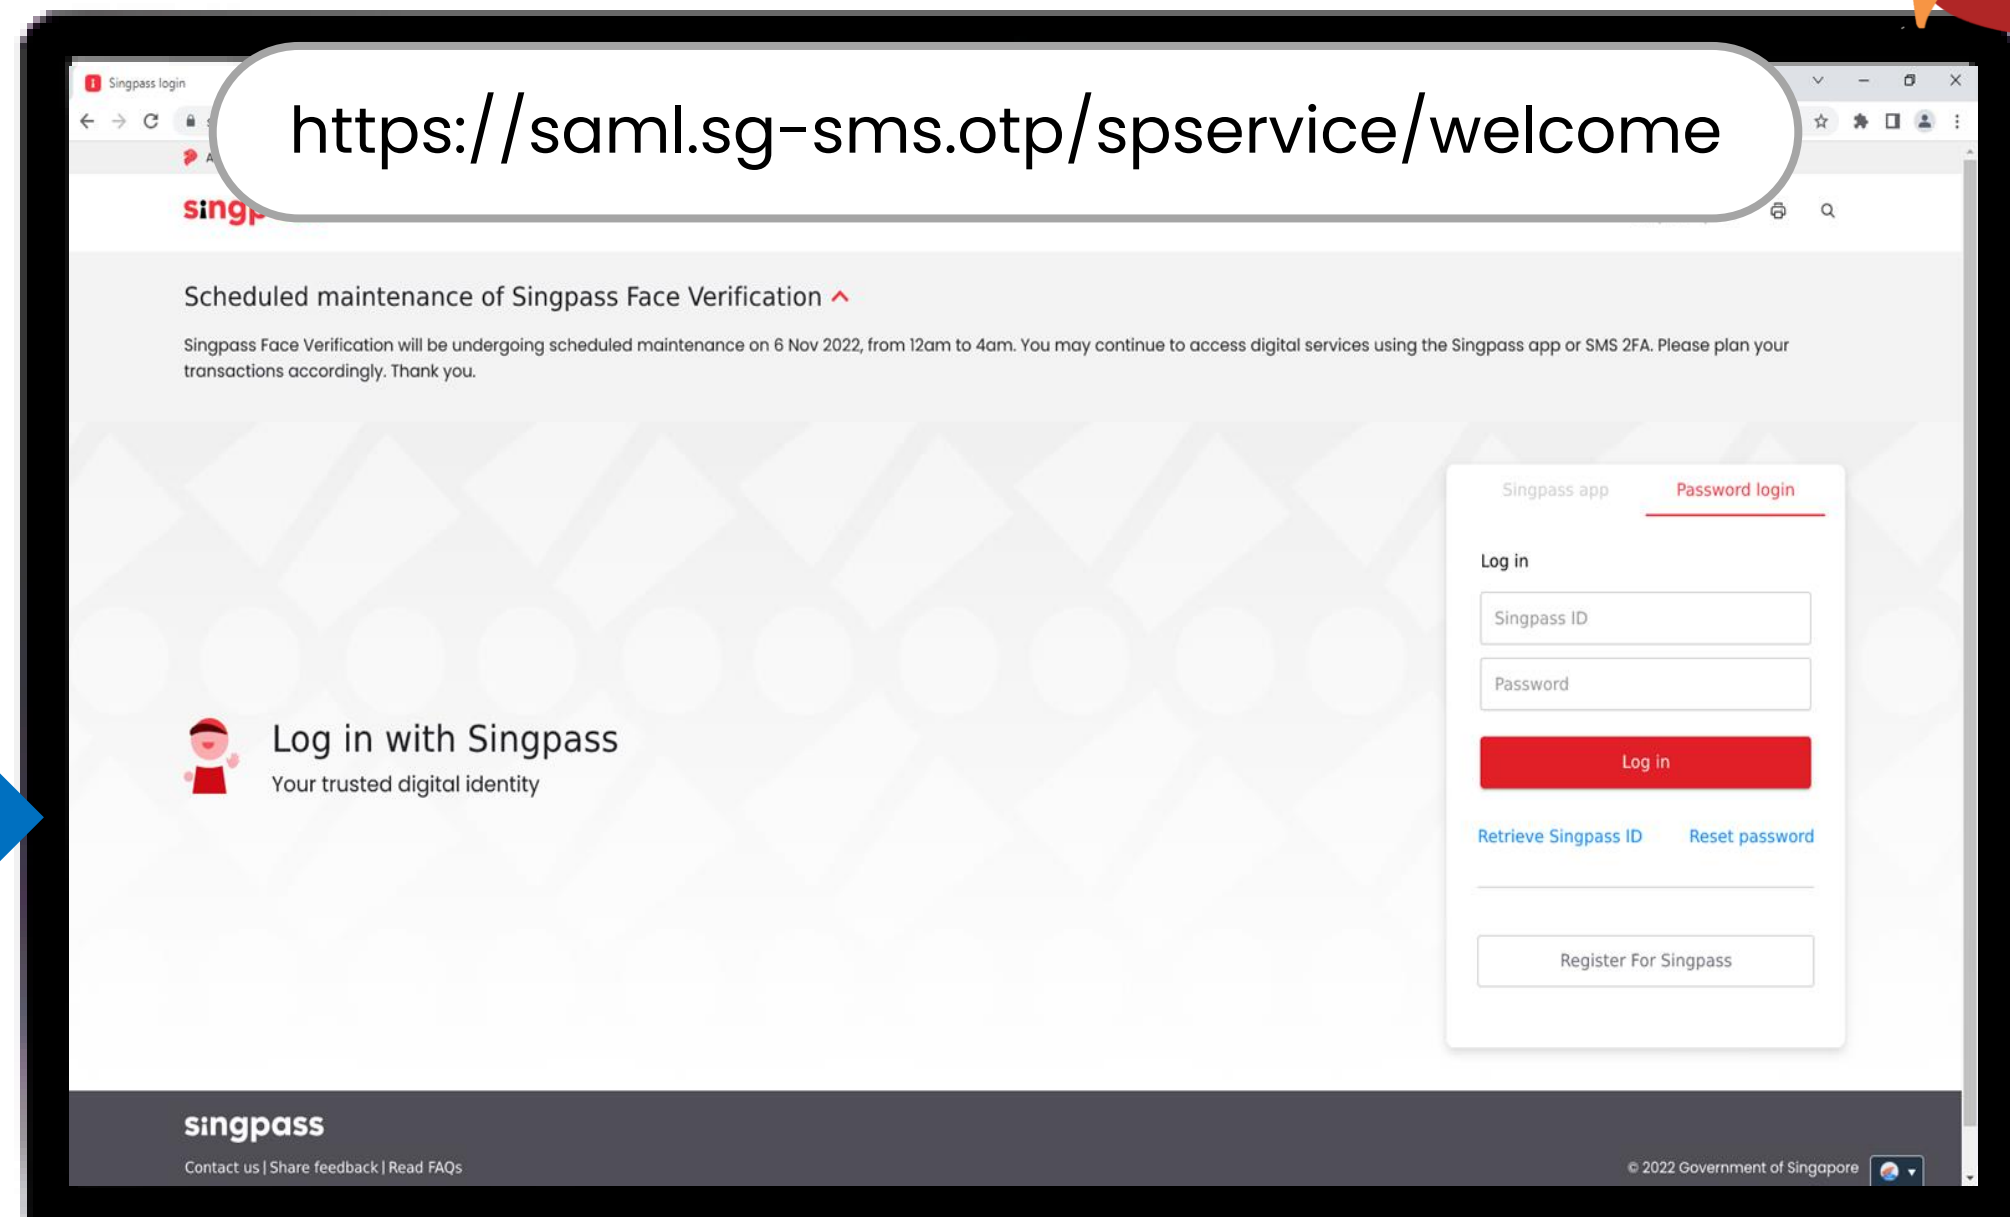 Singpass login
https://saml.sg-sms.otp/spservice/welcome
Scheduled maintenance of Singpass Face Verification
Singpass Face Verification will be undergoing scheduled maintenance on 6 Nov 2022, from 12am to 4am. You may continue to access digital services using the Singpass app or SMS 2FA. Please plan your
transactions accordingly. Thank you.
Singpass app Password login
Log in
Singpass ID
Password
Log in with Singpass
Your trusted digital identity
Log in
Retrieve Singpass ID Reset password
Register For Singpass
singpass
Contact us | Share feedback | Read FAQs
© 2022 Government of Singapore